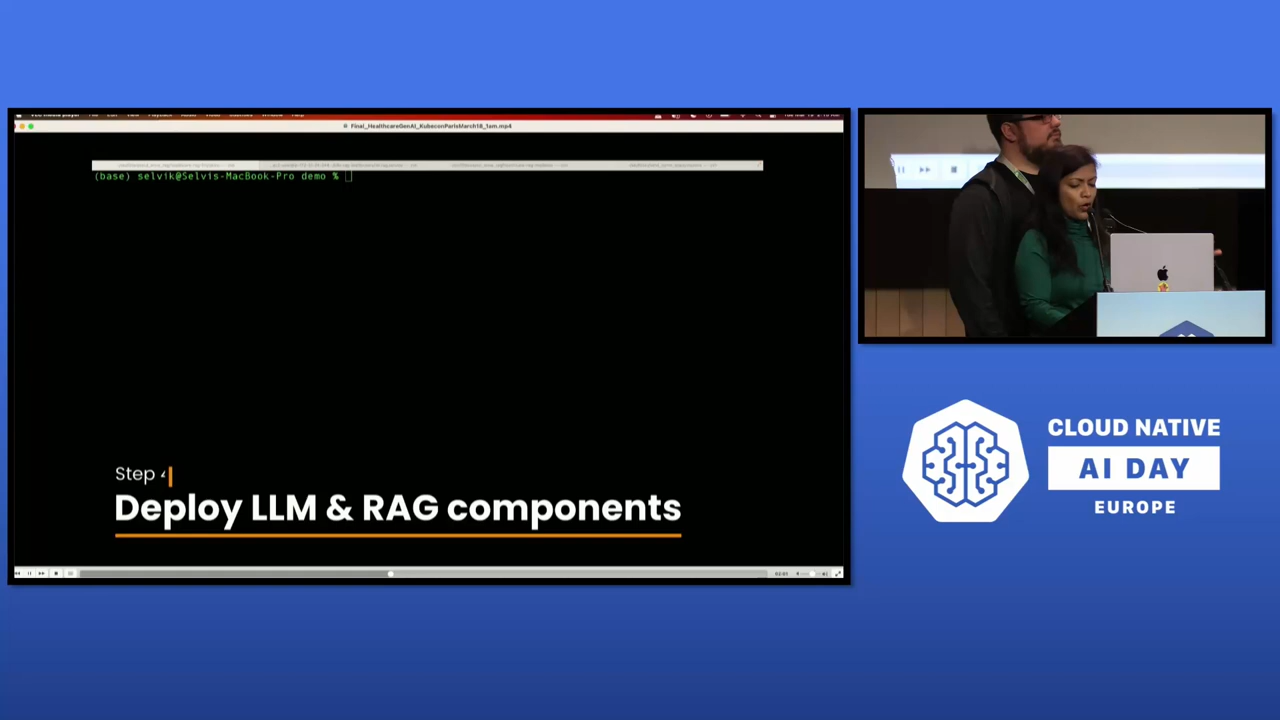 Final_HealthcareGenAI_KubeconParisMarch18_1am.mp4
(base) selvik@Selvis-MacBook-Pro demo %
Step 4
Deploy LLM & RAG components
CLOUD NATIVE
AI DAY
EUROPE